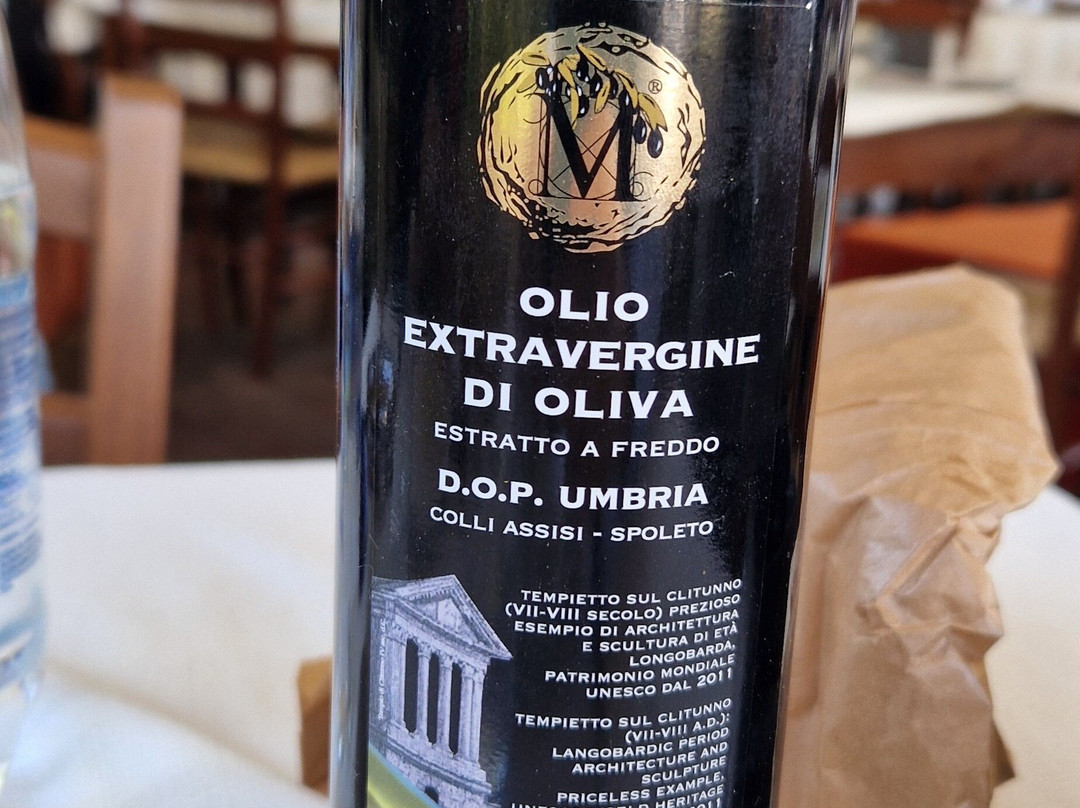 M
®
OLIO
EXTRAVERGINE
DI OLIVA
ESTRATTO A FREDDO
D.O.P. UMBRIA
COLLI ASSISI - SPOLETO
TEMPIETTO SUL CLITUNNO
(VII-VIII SECOLO) PREZIOSO
ESEMPIO DI ARCHITETTURA
E SCULTURA DI ETÀ
LONGOBARDA,
PATRIMONIO MONDIALE
UNESCO DAL 2011
TEMPIETTO SUL CLITUNNO
(VII-VIII A.D.):
LANGOBARDIC PERIOD
ARCHITECTURE AND
SCULPTURE
PRICELESS EXAMPLE,
HERITAGE